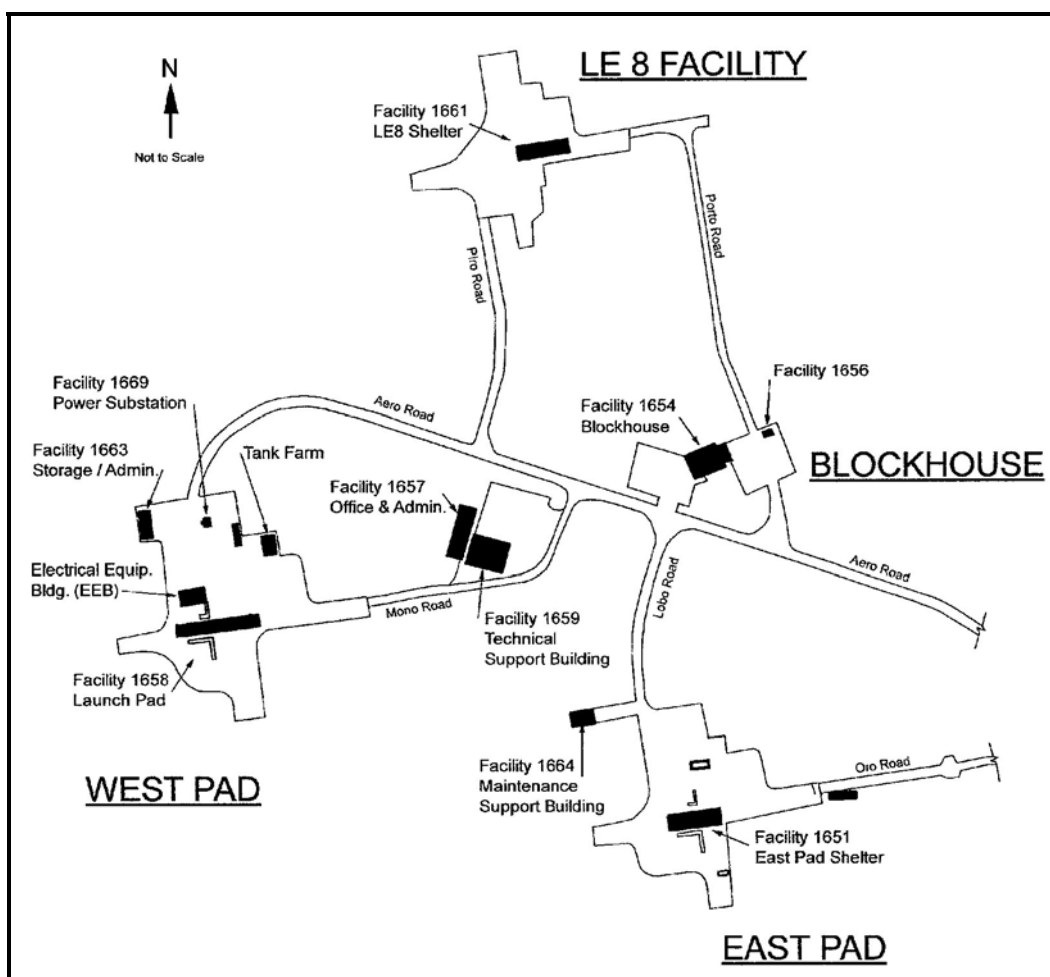 LE 8 FACILITY
N
Not to Scale
Facility 1661
LE8 Shelter
Porto Road
Piro Road
Facility 1669
Power Substation
Aero Road
Facility 1656
Facility 1654
Blockhouse
Facility 1663
Storage / Admin.
Tank Farm
BLOCKHOUSE
Facility 1657
Office & Admin.
Electrical Equip.
Bldg. (EEB)
Mono Road
Lobo Road
Aero Road
Facility 1659
Technical
Support Building
Facility 1658
Launch Pad
WEST PAD
Facility 1664
Maintenance
Support Building
Oro Road
Facility 1651
East Pad Shelter
EAST PAD